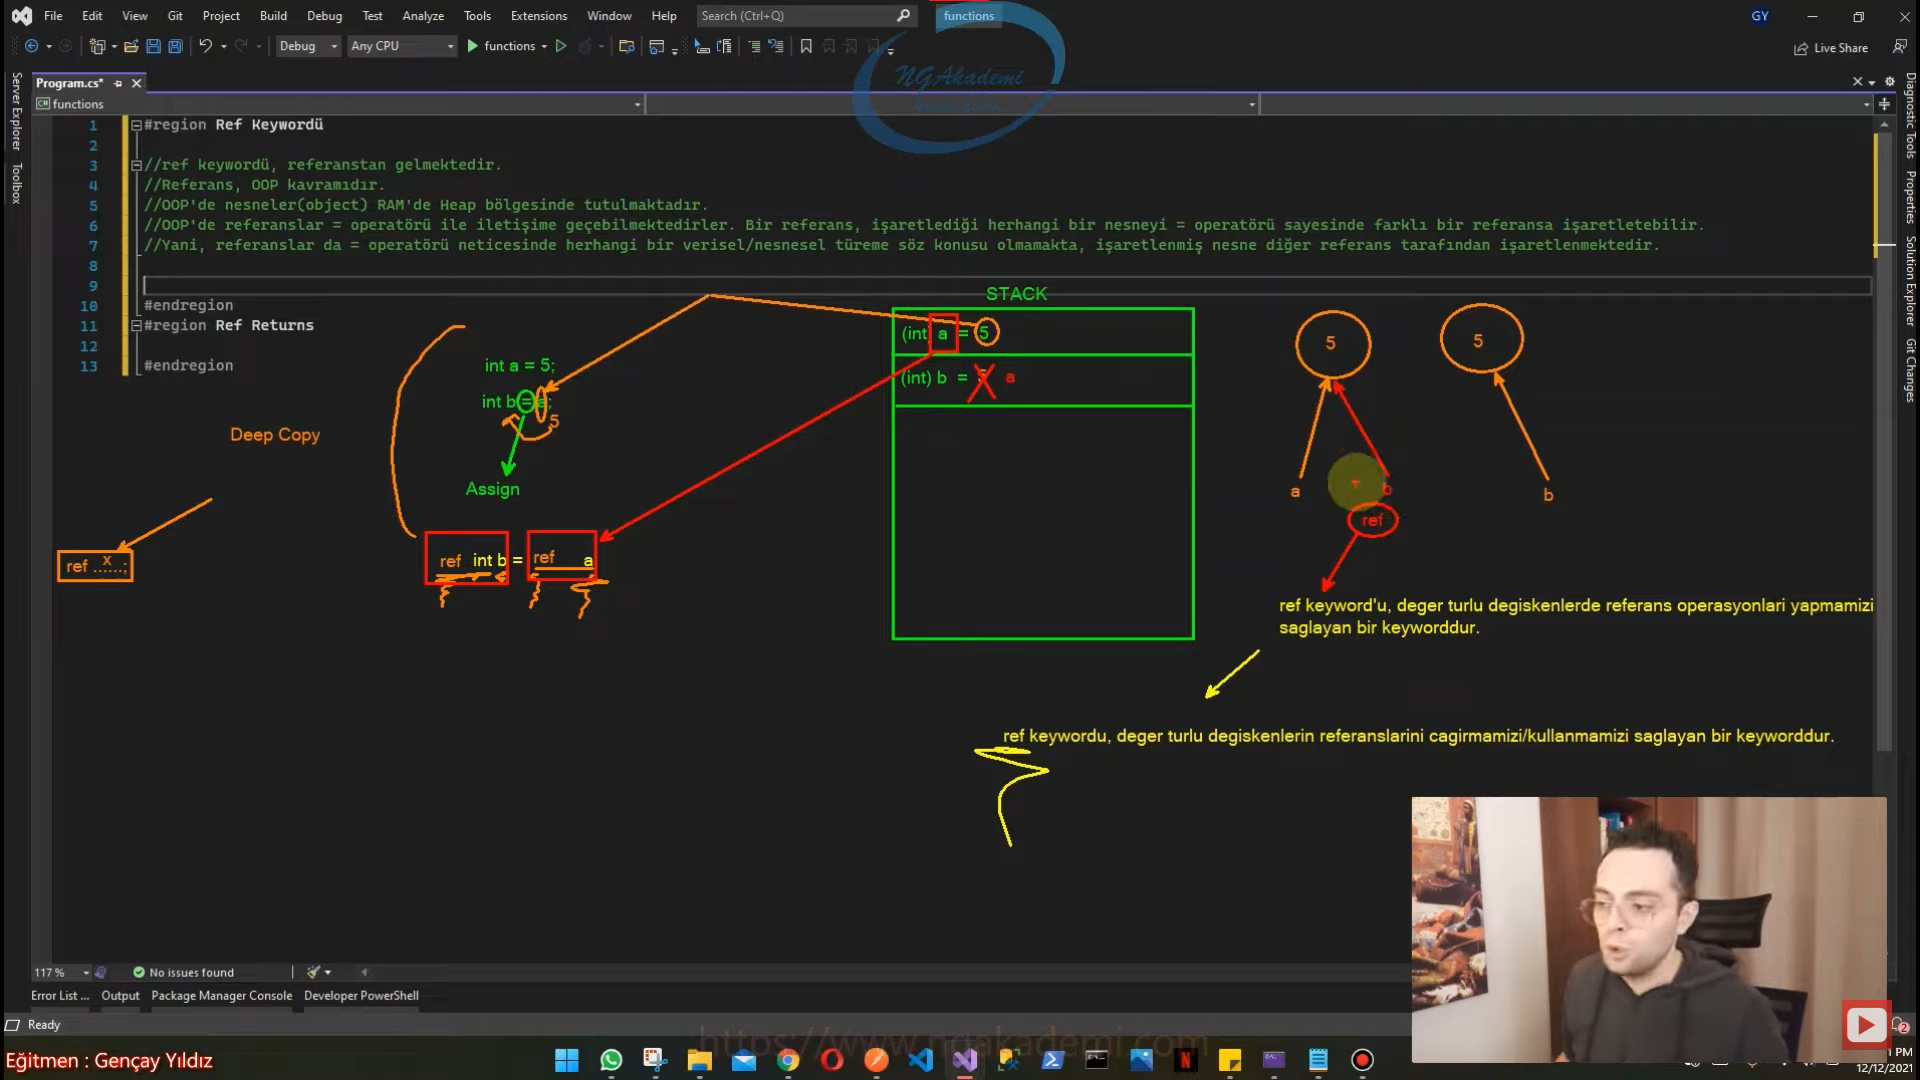 File Edit View Git Project Build Debug Test Analyze Tools Extensions Window Help Search (Ctrl+Q) functions GY
Debug Any CPU functions Live Share
Program.cs*
functions
Server Explorer
Toolbox
Diagnostic Tools
Properties
Solution Explorer
Git Changes
NGAkademi
1 #region Ref Keywordü
2
3 //ref keywordü, referanstan gelmektedir.
4 //Referans, OOP kavramıdır.
5 //OOP'de nesneler(object) RAM'de Heap bölgesinde tutulmaktadır.
6 //OOP'de referanslar = operatörü ile iletişime geçebilmektedirler. Bir referans, işaretlediği herhangi bir nesneyi = operatörü sayesinde farklı bir referansa işaretletebilir.
7 //Yani, referanslar da = operatörü neticesinde herhangi bir verisel/nesnesel türeme söz konusu olmamakta, işaretlenmiş nesne diğer referans tarafından işaretlenmektedir.
8
9
10 #endregion
11 #region Ref Returns
12
13 #endregion
STACK
(int) a = 5
(int) b = 5 a
int a = 5;
int b = a;
5
Assign
Deep Copy
ref ...x...;
ref int b = ref a
5
5
a
b
b
ref
ref keyword'u, deger turlu degiskenlerde referans operasyonlari yapmamizi
saglayan bir keyworddur.
ref keywordu, deger turlu degiskenlerin referanslarini cagirmamizi/kullanmamizi saglayan bir keyworddur.
117 % No issues found
Error List ... Output Package Manager Console Developer PowerShell
Ready
https://www.ngakademi.com
Eğitmen : Gençay Yıldız
1 PM
12/12/2021
2